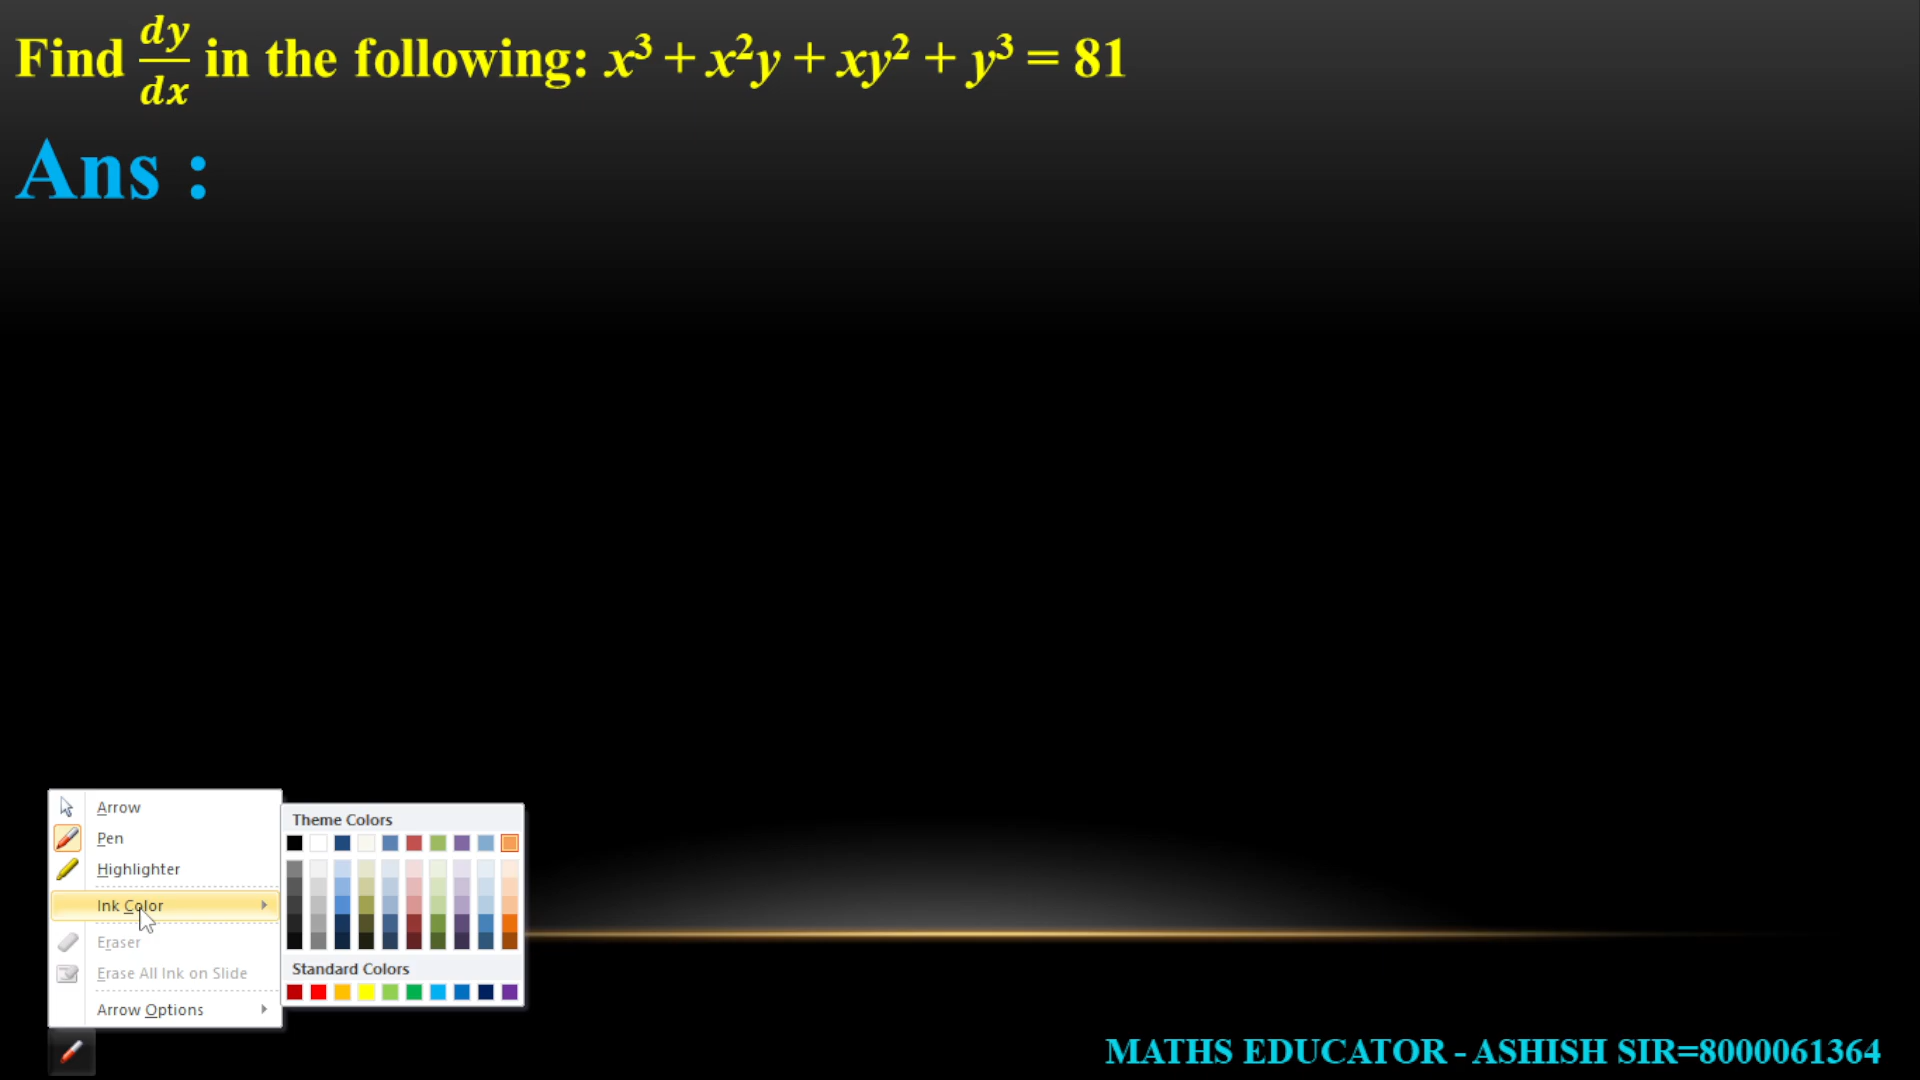 Find dy/dx in the following: x³ + x²y + xy² + y³ = 81
Ans :
Arrow
Pen
Highlighter
Ink Color
Eraser
Erase All Ink on Slide
Arrow Options
Theme Colors
Standard Colors
MATHS EDUCATOR - ASHISH SIR=8000061364